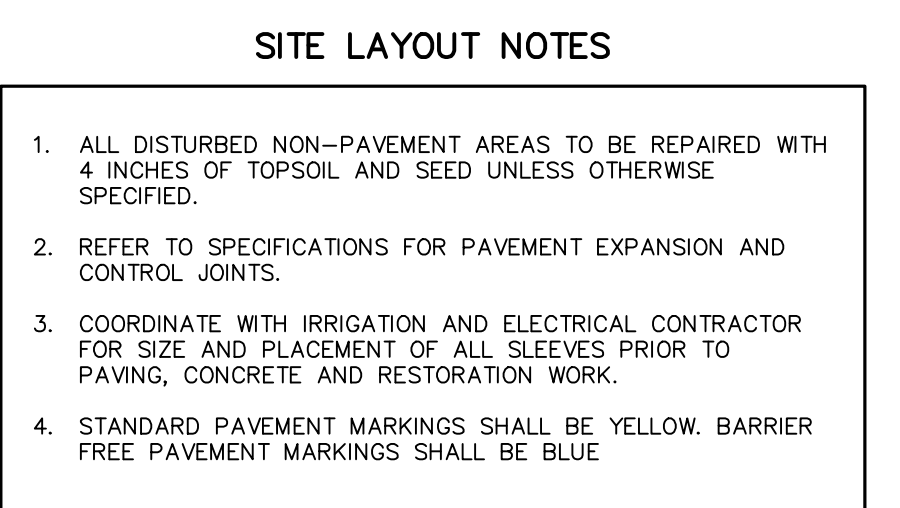 SITE LAYOUT NOTES
1. ALL DISTURBED NON–PAVEMENT AREAS TO BE REPAIRED WITH
4 INCHES OF TOPSOIL AND SEED UNLESS OTHERWISE
SPECIFIED.
2. REFER TO SPECIFICATIONS FOR PAVEMENT EXPANSION AND
CONTROL JOINTS.
3. COORDINATE WITH IRRIGATION AND ELECTRICAL CONTRACTOR
FOR SIZE AND PLACEMENT OF ALL SLEEVES PRIOR TO
PAVING, CONCRETE AND RESTORATION WORK.
4. STANDARD PAVEMENT MARKINGS SHALL BE YELLOW. BARRIER
FREE PAVEMENT MARKINGS SHALL BE BLUE